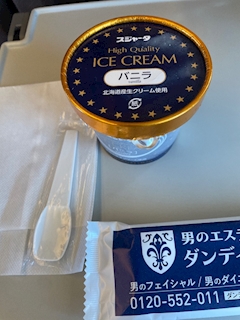 スジャータ
High Quality
ICE CREAM
バニラ
北海道産生クリーム使用
紙
男のエステ
ダンディ
男のフェイシャル/男のダイエ
0120-552-011